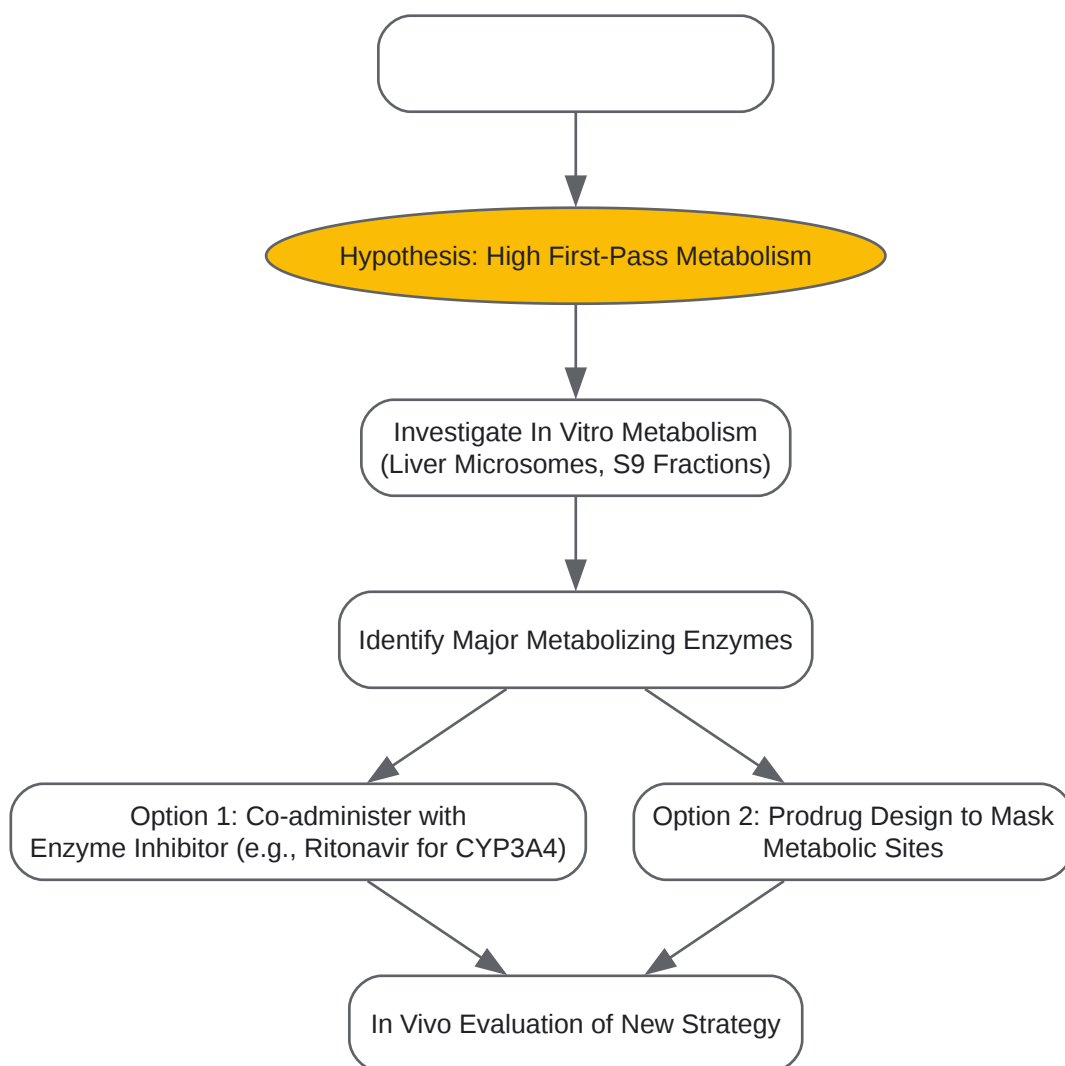 Hypothesis: High First-Pass Metabolism
Investigate In Vitro Metabolism
(Liver Microsomes, S9 Fractions)
Identify Major Metabolizing Enzymes
Option 1: Co-administer with
Enzyme Inhibitor (e.g., Ritonavir for CYP3A4)
Option 2: Prodrug Design to Mask
Metabolic Sites
In Vivo Evaluation of New Strategy